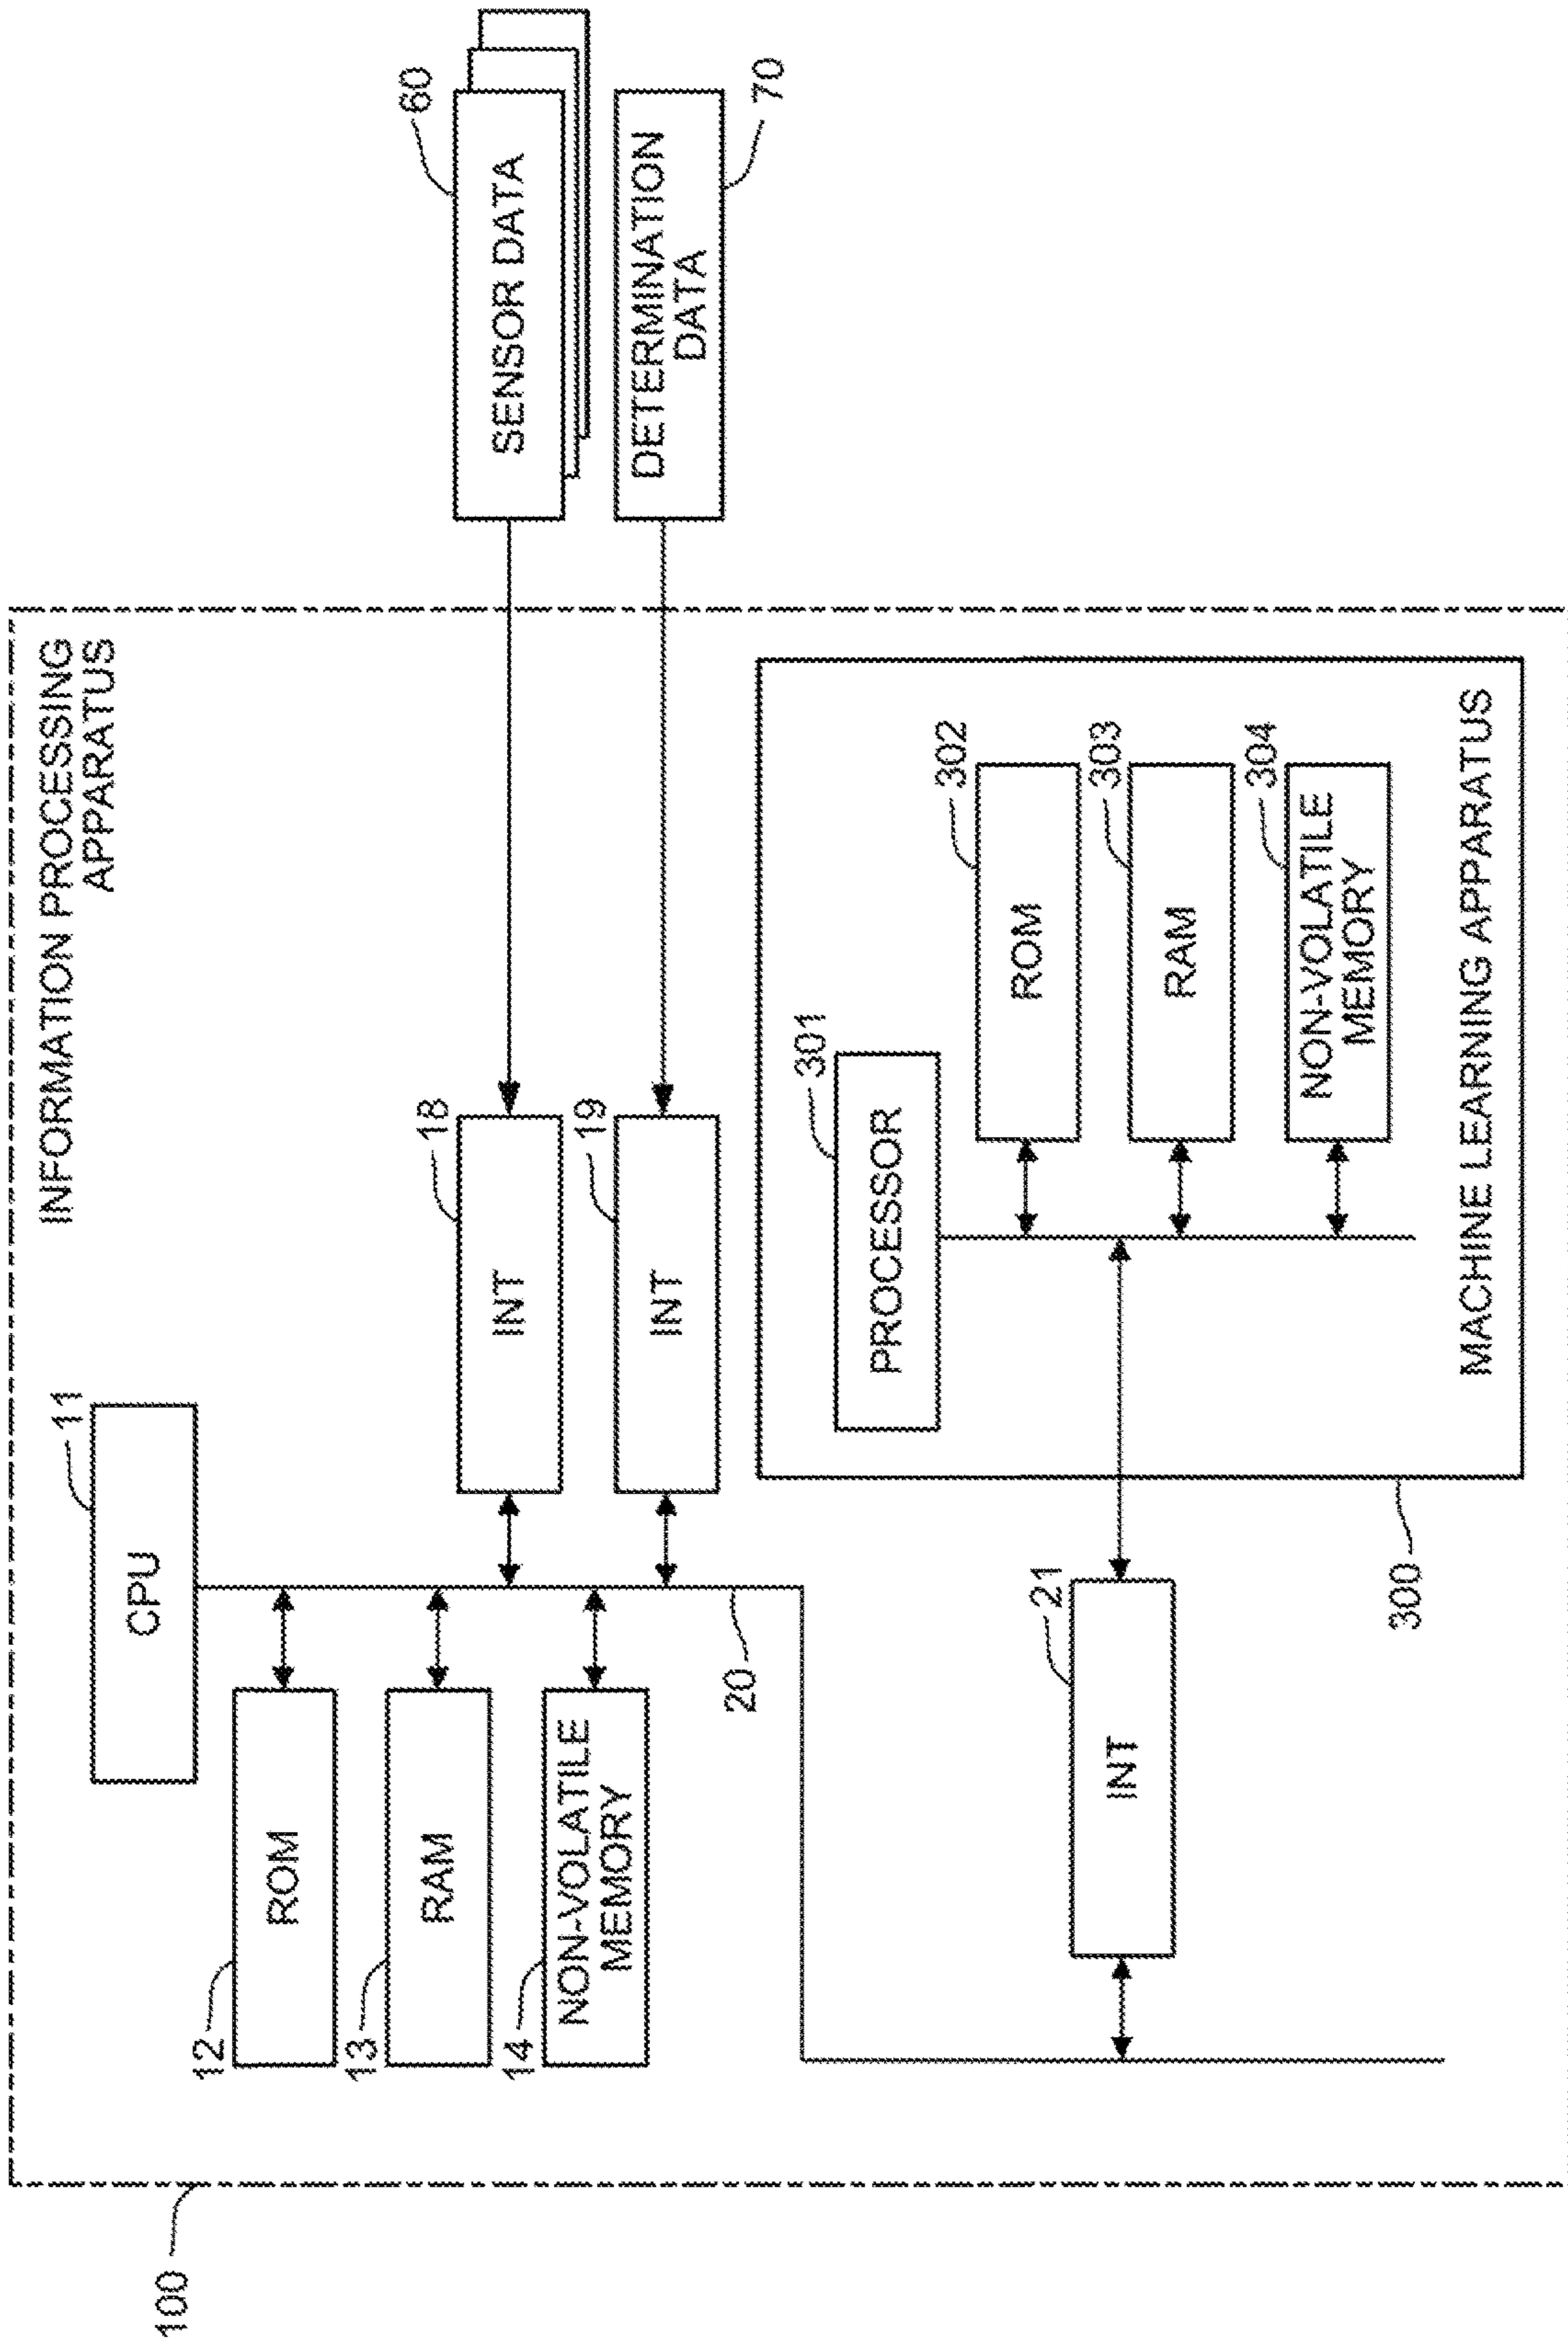 100
INFORMATION PROCESSING
APPARATUS
11
CPU
12
ROM
13
RAM
14
NON-VOLATILE
MEMORY
18
INT
19
INT
20
60
SENSOR DATA
70
DETERMINATION
DATA
21
INT
300
301
PROCESSOR
302
ROM
303
RAM
304
NON-VOLATILE
MEMORY
MACHINE LEARNING APPARATUS